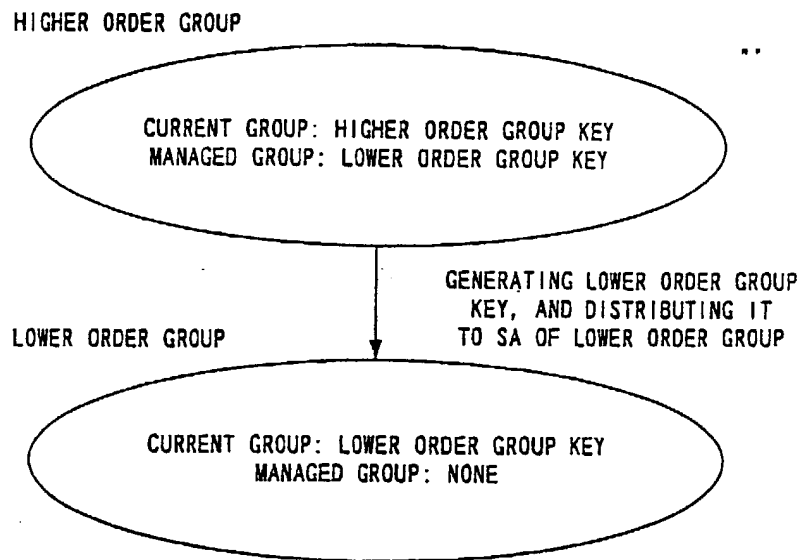 HIGHER ORDER GROUP
CURRENT GROUP: HIGHER ORDER GROUP KEY
MANAGED GROUP: LOWER ORDER GROUP KEY
GENERATING LOWER ORDER GROUP
KEY, AND DISTRIBUTING IT
TO SA OF LOWER ORDER GROUP
LOWER ORDER GROUP
CURRENT GROUP: LOWER ORDER GROUP KEY
MANAGED GROUP: NONE